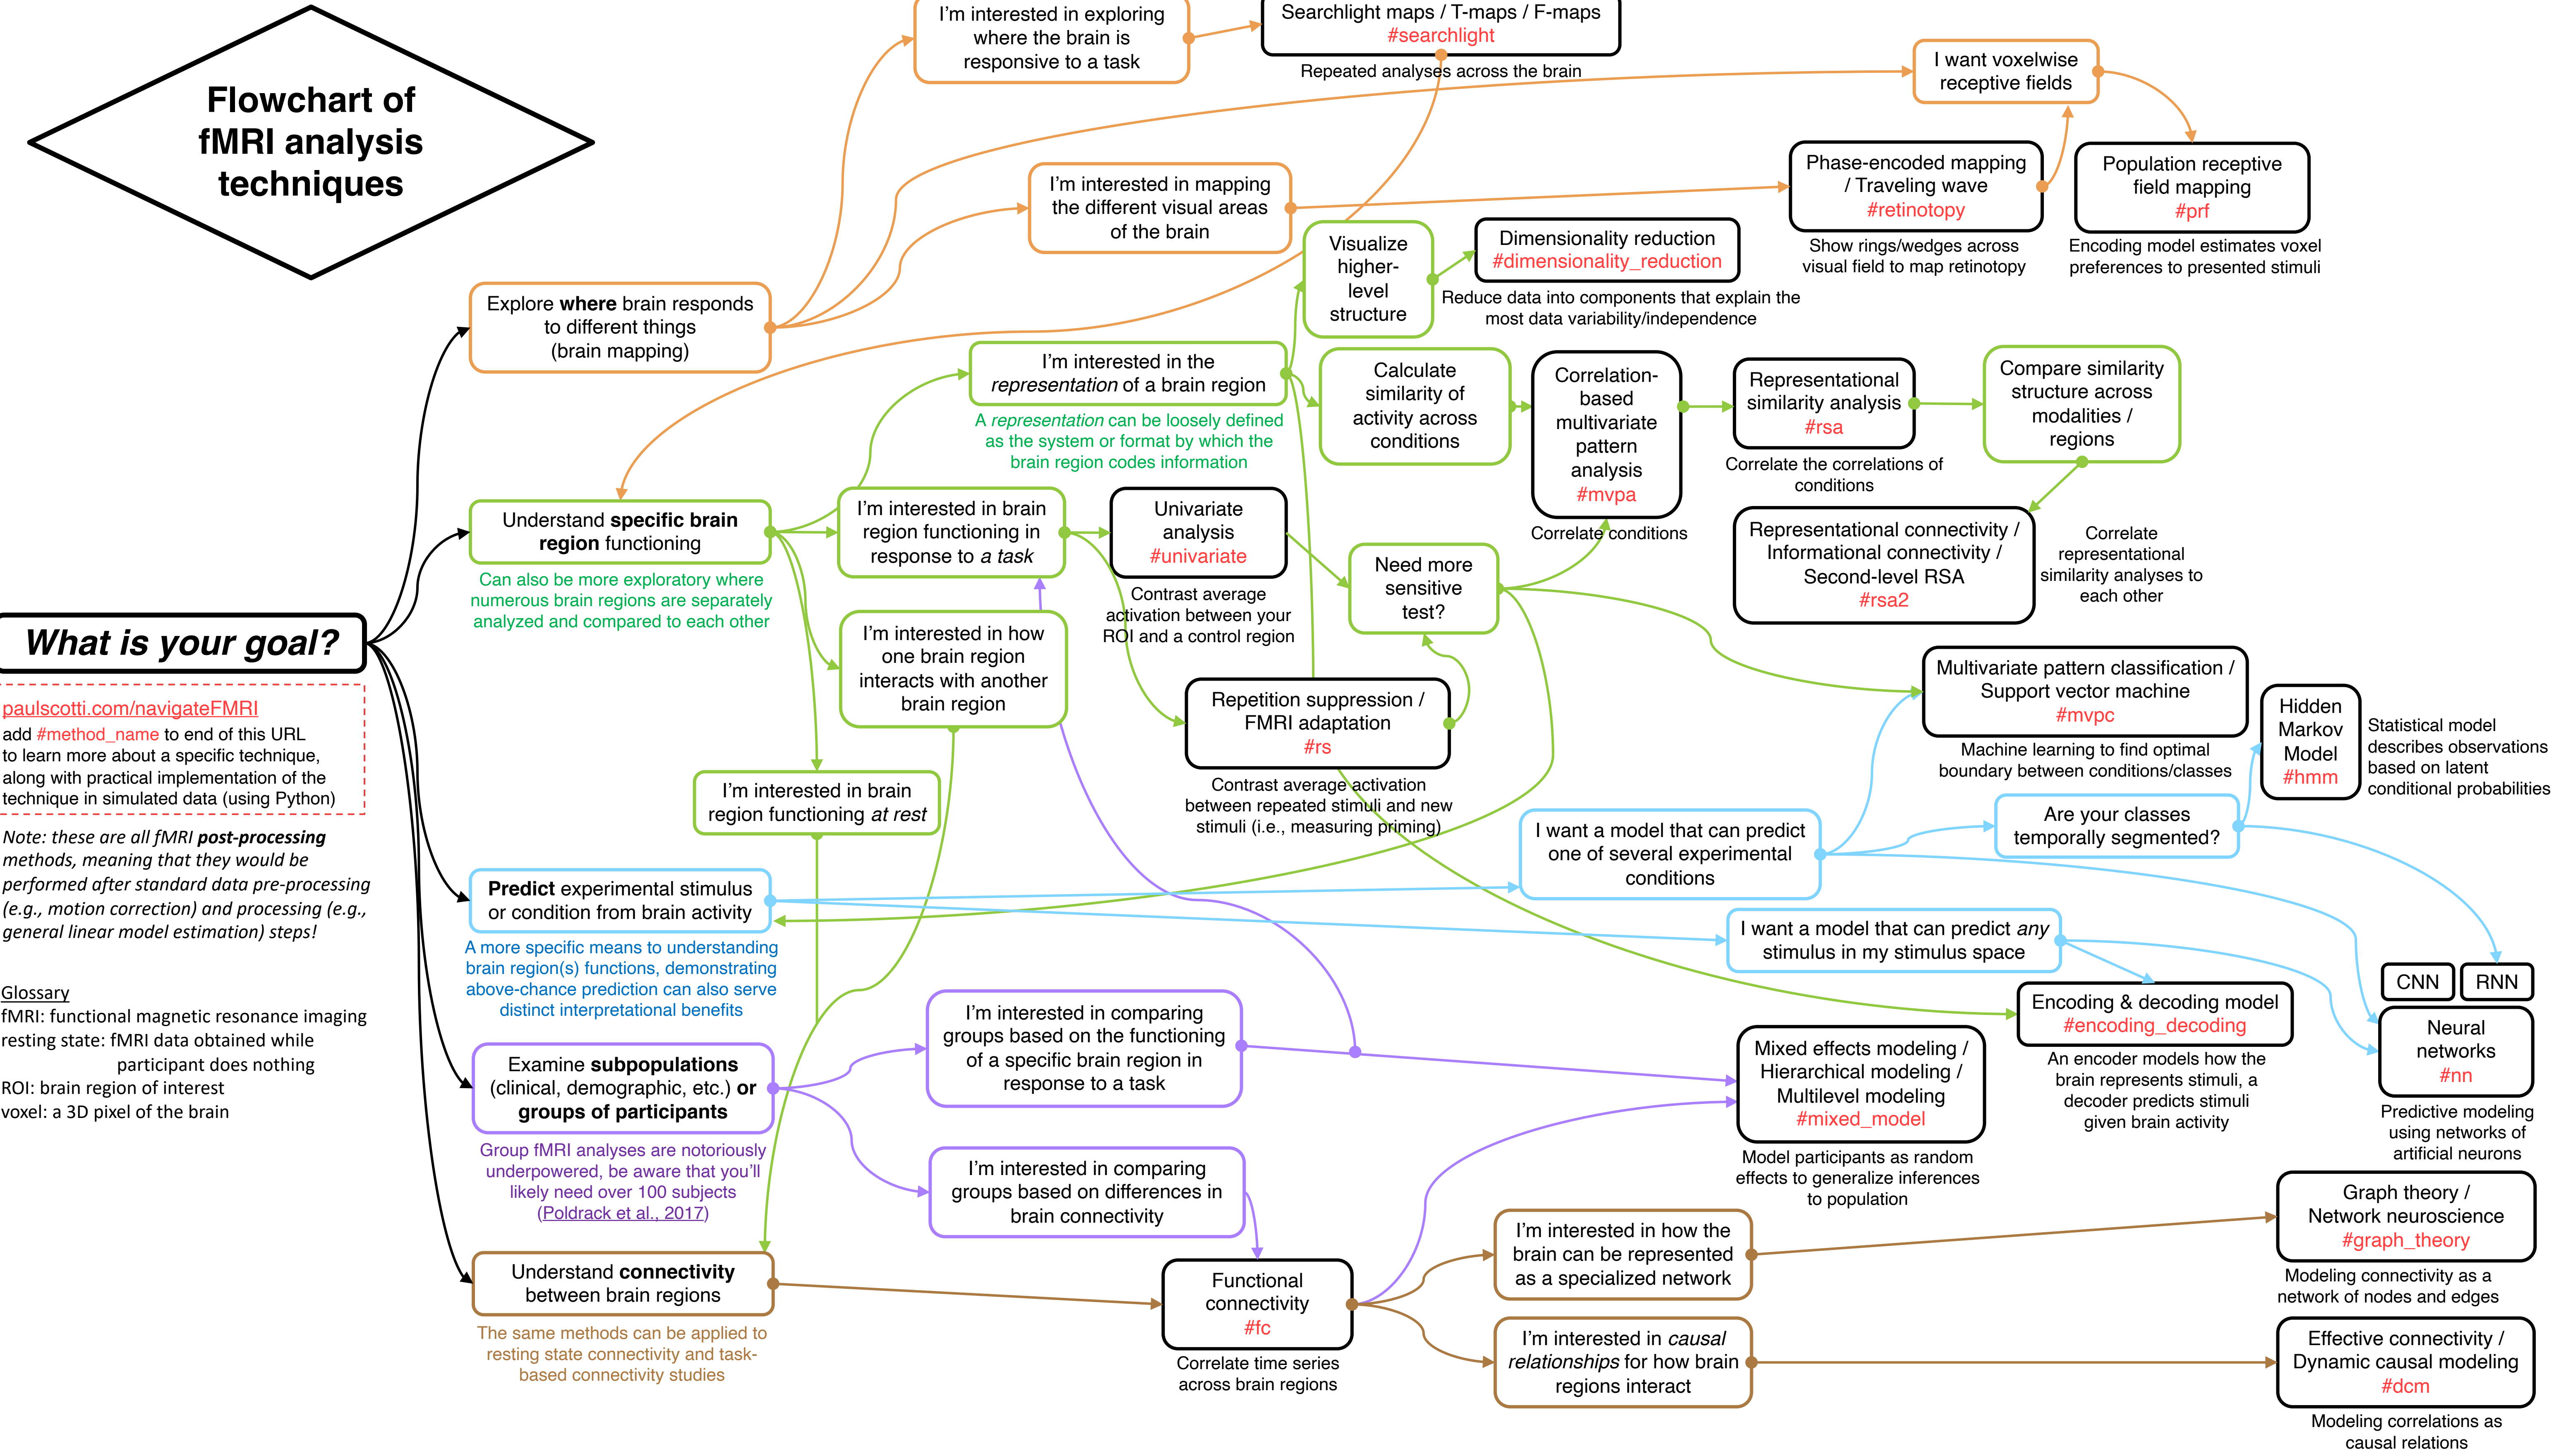 Flowchart of
fMRI analysis
techniques
I'm interested in exploring
where the brain is
responsive to a task
Searchlight maps / T-maps / F-maps
#searchlight
Repeated analyses across the brain
I want voxelwise
receptive fields
I'm interested in mapping
the different visual areas
of the brain
Phase-encoded mapping
/ Traveling wave
#retinotopy
Show rings/wedges across
visual field to map retinotopy
Population receptive
field mapping
#prf
Encoding model estimates voxel
preferences to presented stimuli
Explore where brain responds
to different things
(brain mapping)
Visualize
higher-
level
structure
Dimensionality reduction
#dimensionality_reduction
Reduce data into components that explain the
most data variability/independence
I'm interested in the
representation of a brain region
A representation can be loosely defined
as the system or format by which the
brain region codes information
Calculate
similarity of
activity across
conditions
Correlation-
based
multivariate
pattern
analysis
#mvpa
Correlate conditions
Representational
similarity analysis
#rsa
Correlate the correlations of
conditions
Compare similarity
structure across
modalities /
regions
Representational connectivity /
Informational connectivity /
Second-level RSA
#rsa2
Correlate
representational
similarity analyses to
each other
Understand specific brain
region functioning
Can also be more exploratory where
numerous brain regions are separately
analyzed and compared to each other
I'm interested in brain
region functioning in
response to a task
Univariate
analysis
#univariate
Contrast average
activation between your
ROI and a control region
Need more
sensitive
test?
I'm interested in how
one brain region
interacts with another
brain region
Repetition suppression /
FMRI adaptation
#rs
Contrast average activation
between repeated stimuli and new
stimuli (i.e., measuring priming)
I'm interested in brain
region functioning at rest
What is your goal?
paulscotti.com/navigateFMRI
add #method_name to end of this URL
to learn more about a specific technique,
along with practical implementation of the
technique in simulated data (using Python)
Note: these are all fMRI post-processing
methods, meaning that they would be
performed after standard data pre-processing
(e.g., motion correction) and processing (e.g.,
general linear model estimation) steps!
Glossary
fMRI: functional magnetic resonance imaging
resting state: fMRI data obtained while
participant does nothing
ROI: brain region of interest
voxel: a 3D pixel of the brain
Multivariate pattern classification /
Support vector machine
#mvpc
Machine learning to find optimal
boundary between conditions/classes
Hidden
Markov
Model
#hmm
Statistical model
describes observations
based on latent
conditional probabilities
I want a model that can predict
one of several experimental
conditions
Are your classes
temporally segmented?
Predict experimental stimulus
or condition from brain activity
A more specific means to understanding
brain region(s) functions, demonstrating
above-chance prediction can also serve
distinct interpretational benefits
I want a model that can predict any
stimulus in my stimulus space
Encoding & decoding model
#encoding_decoding
An encoder models how the
brain represents stimuli, a
decoder predicts stimuli
given brain activity
CNN
RNN
Neural
networks
#nn
Predictive modeling
using networks of
artificial neurons
Examine subpopulations
(clinical, demographic, etc.) or
groups of participants
Group fMRI analyses are notoriously
underpowered, be aware that you'll
likely need over 100 subjects
(Poldrack et al., 2017)
I'm interested in comparing
groups based on the functioning
of a specific brain region in
response to a task
Mixed effects modeling /
Hierarchical modeling /
Multilevel modeling
#mixed_model
Model participants as random
effects to generalize inferences
to population
I'm interested in comparing
groups based on differences in
brain connectivity
Understand connectivity
between brain regions
The same methods can be applied to
resting state connectivity and task-
based connectivity studies
Functional
connectivity
#fc
Correlate time series
across brain regions
I'm interested in how the
brain can be represented
as a specialized network
Graph theory /
Network neuroscience
#graph_theory
Modeling connectivity as a
network of nodes and edges
I'm interested in causal
relationships for how brain
regions interact
Effective connectivity /
Dynamic causal modeling
#dcm
Modeling correlations as
causal relations